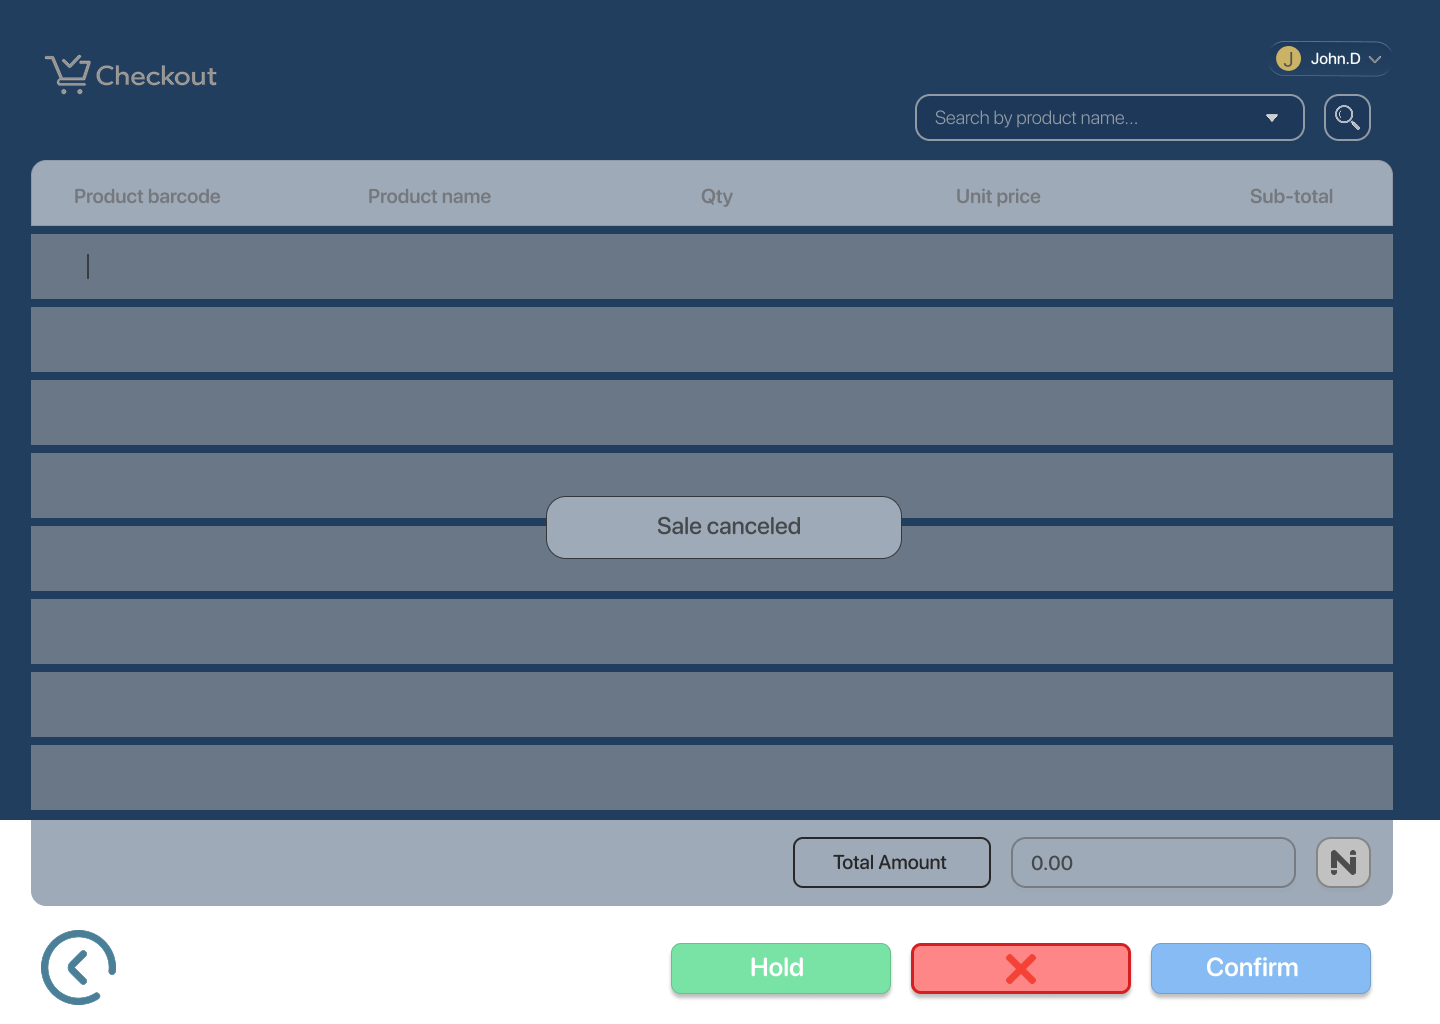 Checkout
J John.D
Search by product name...
Product barcode Product name Qty Unit price Sub-total
Sale canceled
Total Amount 0.00 N
Hold Confirm